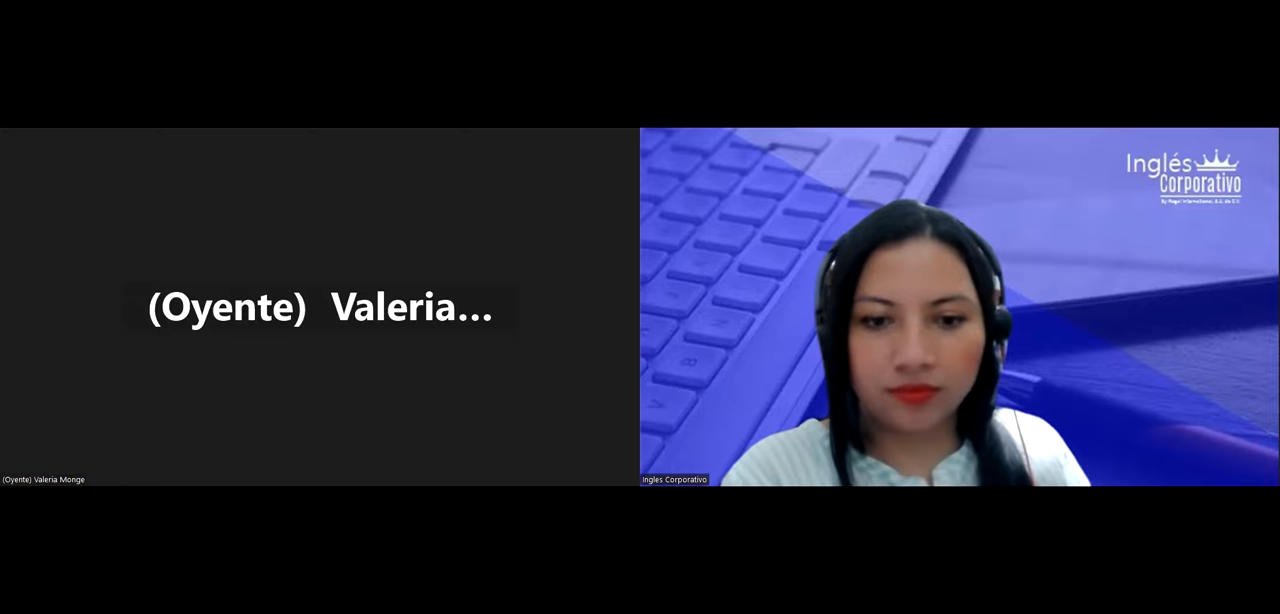 (Oyente) Valeria...
(Oyente) Valeria Monge
Inglés
Corporativo
Ingles Corporativo